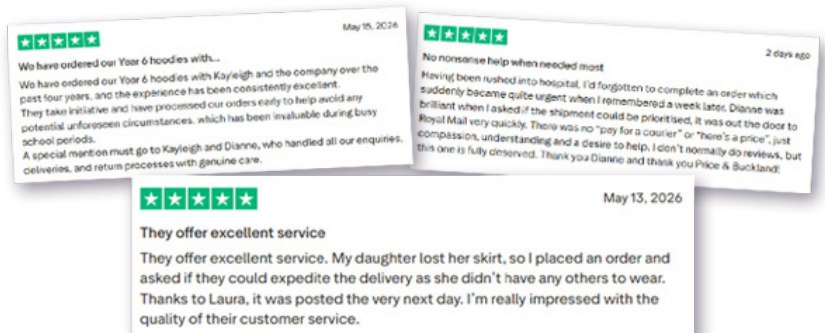 May 15, 2026
We have ordered our Year 6 hoodies with...
We have ordered our Year 6 hoodies with Kayleigh and the company over the
past four years, and the experience has been consistently excellent.
They take initiative and have processed our orders early to help avoid any
potential unforeseen circumstances, which has been invaluable during busy
school periods.
A special mention must go to Kayleigh and Dianne, who handled all our enquiries,
deliveries, and return processes with genuine care.
2 days ago
No nonsense help when needed most
Having been rushed into hospital, I'd forgotten to complete an order which
suddenly became quite urgent when I remembered a week later. Dianne was
brilliant when I asked if the shipment could be prioritised, it was out the door to
Royal Mail very quickly. There was no "pay for a courier" or "here's a price", just
compassion, understanding and a desire to help. I don't normally do reviews, but
this one is fully deserved. Thank you Dianne and thank you Price & Buckland!
May 13, 2026
They offer excellent service
They offer excellent service. My daughter lost her skirt, so I placed an order and
asked if they could expedite the delivery as she didn't have any others to wear.
Thanks to Laura, it was posted the very next day. I'm really impressed with the
quality of their customer service.